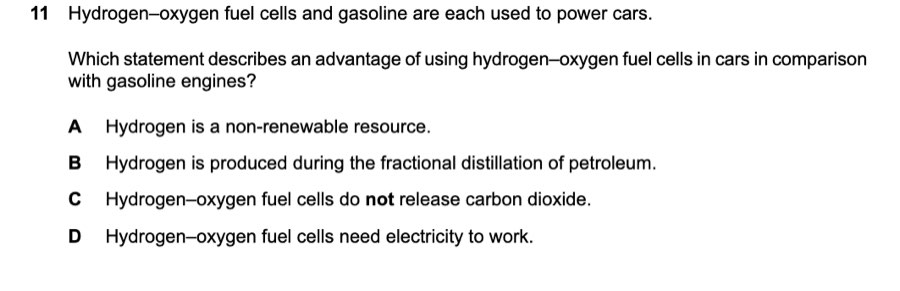 11 Hydrogen–oxygen fuel cells and gasoline are each used to power cars.
Which statement describes an advantage of using hydrogen–oxygen fuel cells in cars in comparison
with gasoline engines?
A Hydrogen is a non-renewable resource.
B Hydrogen is produced during the fractional distillation of petroleum.
C Hydrogen–oxygen fuel cells do not release carbon dioxide.
D Hydrogen–oxygen fuel cells need electricity to work.